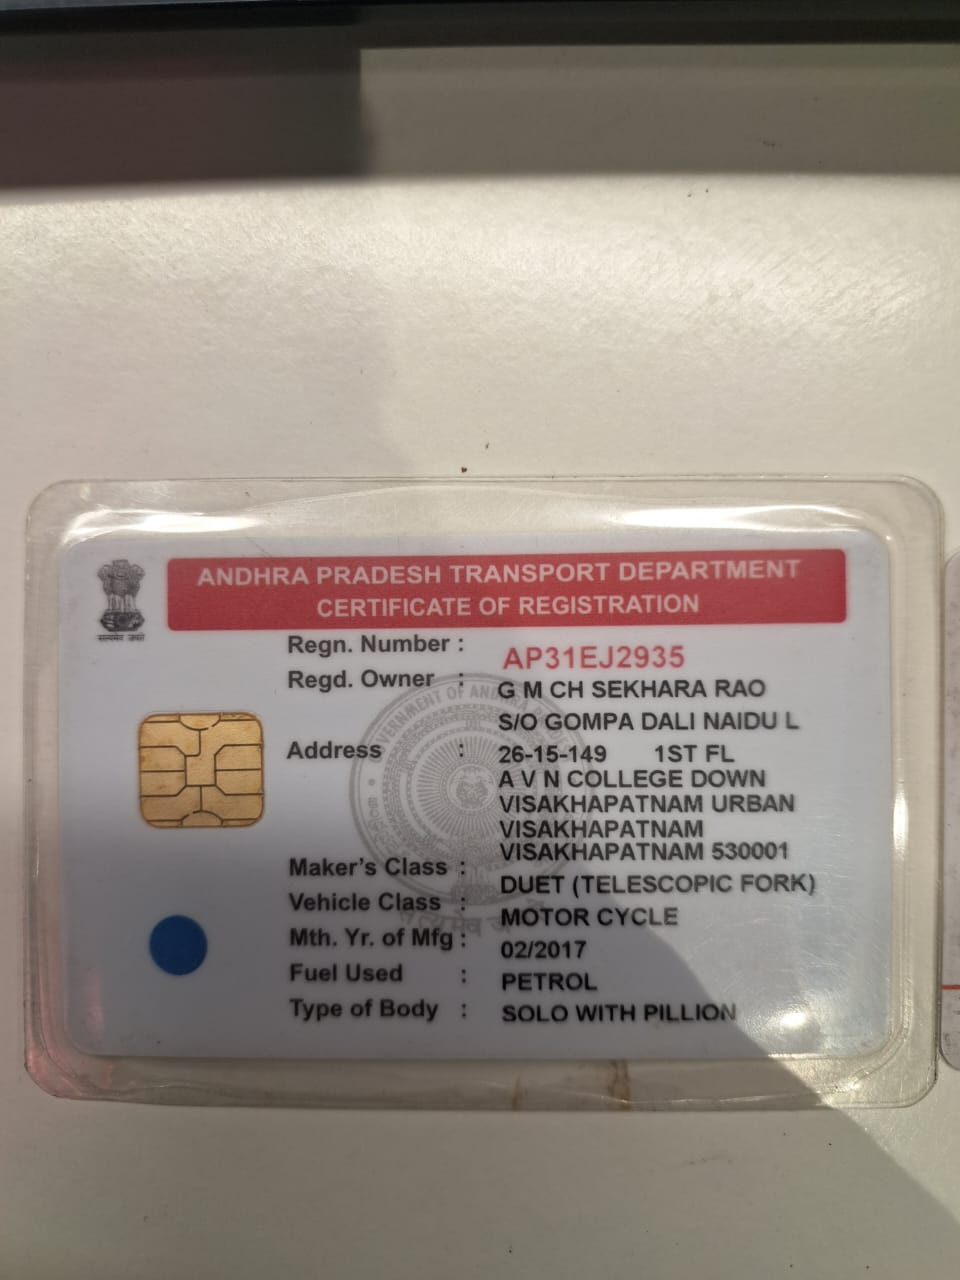 ANDHRA PRADESH TRANSPORT DEPARTMENT
CERTIFICATE OF REGISTRATION
सत्यमेव जयते
Regn. Number : AP31EJ2935
Regd. Owner : G M CH SEKHARA RAO
S/O GOMPA DALI NAIDU L
Address : 26-15-149 1ST FL
A V N COLLEGE DOWN
VISAKHAPATNAM URBAN
VISAKHAPATNAM
VISAKHAPATNAM 530001
Maker's Class : DUET (TELESCOPIC FORK)
Vehicle Class : MOTOR CYCLE
Mth. Yr. of Mfg : 02/2017
Fuel Used : PETROL
Type of Body : SOLO WITH PILLION
GOVERNMENT OF ANDHRA